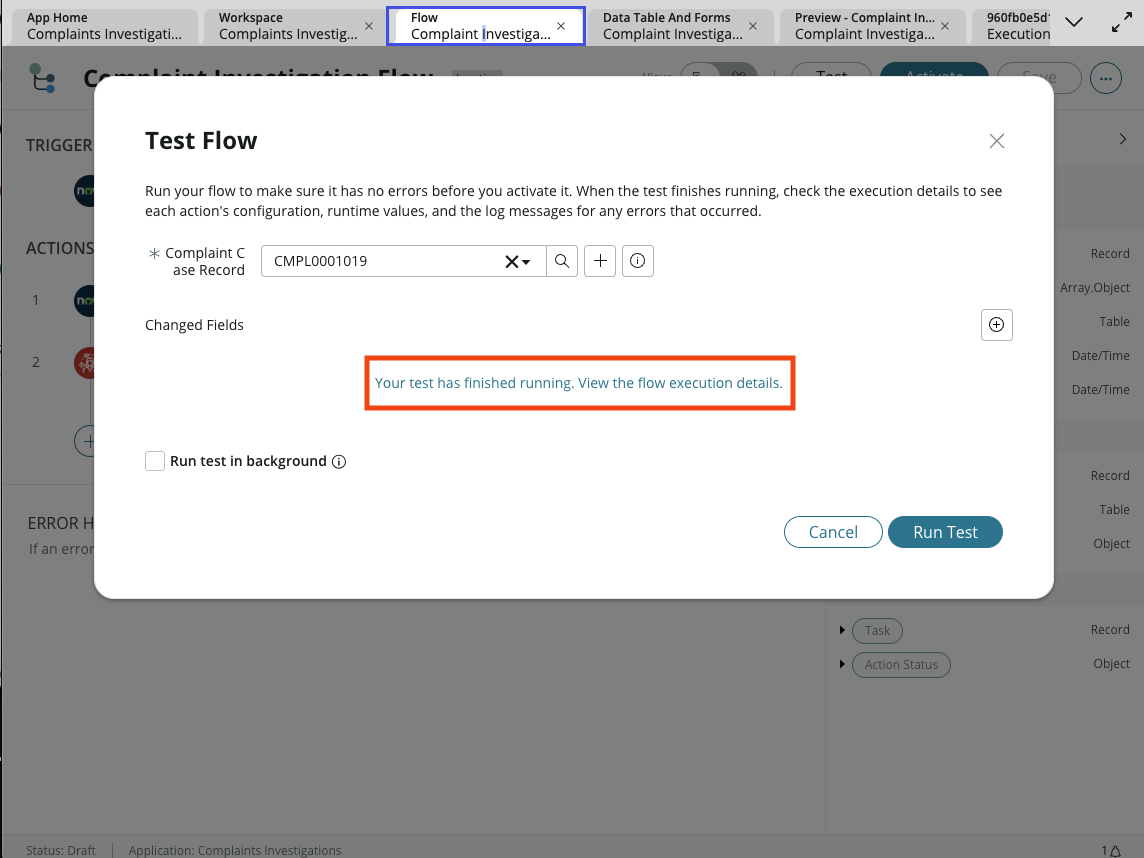 App Home
Complaints Investigati...
Workspace
Complaints Investig...
Flow
Complaint Investiga...
Data Table And Forms
Complaint Investiga...
Preview - Complaint In...
Complaint Investiga...
960fb0e5d1
Execution
Complaint Investigation Flow
Test
Activate
Save
TRIGGER
now
ACTIONS
1
now
2
ERROR H
If an error
Test Flow
Run your flow to make sure it has no errors before you activate it. When the test finishes running, check the execution details to see
each action's configuration, runtime values, and the log messages for any errors that occurred.
Complaint C
ase Record
CMPL0001019
Changed Fields
Your test has finished running. View the flow execution details.
Run test in background
Cancel
Run Test
Record
Array.Object
Table
Date/Time
Date/Time
Record
Table
Object
Task
Record
Action Status
Object
Status: Draft
Application: Complaints Investigations
1